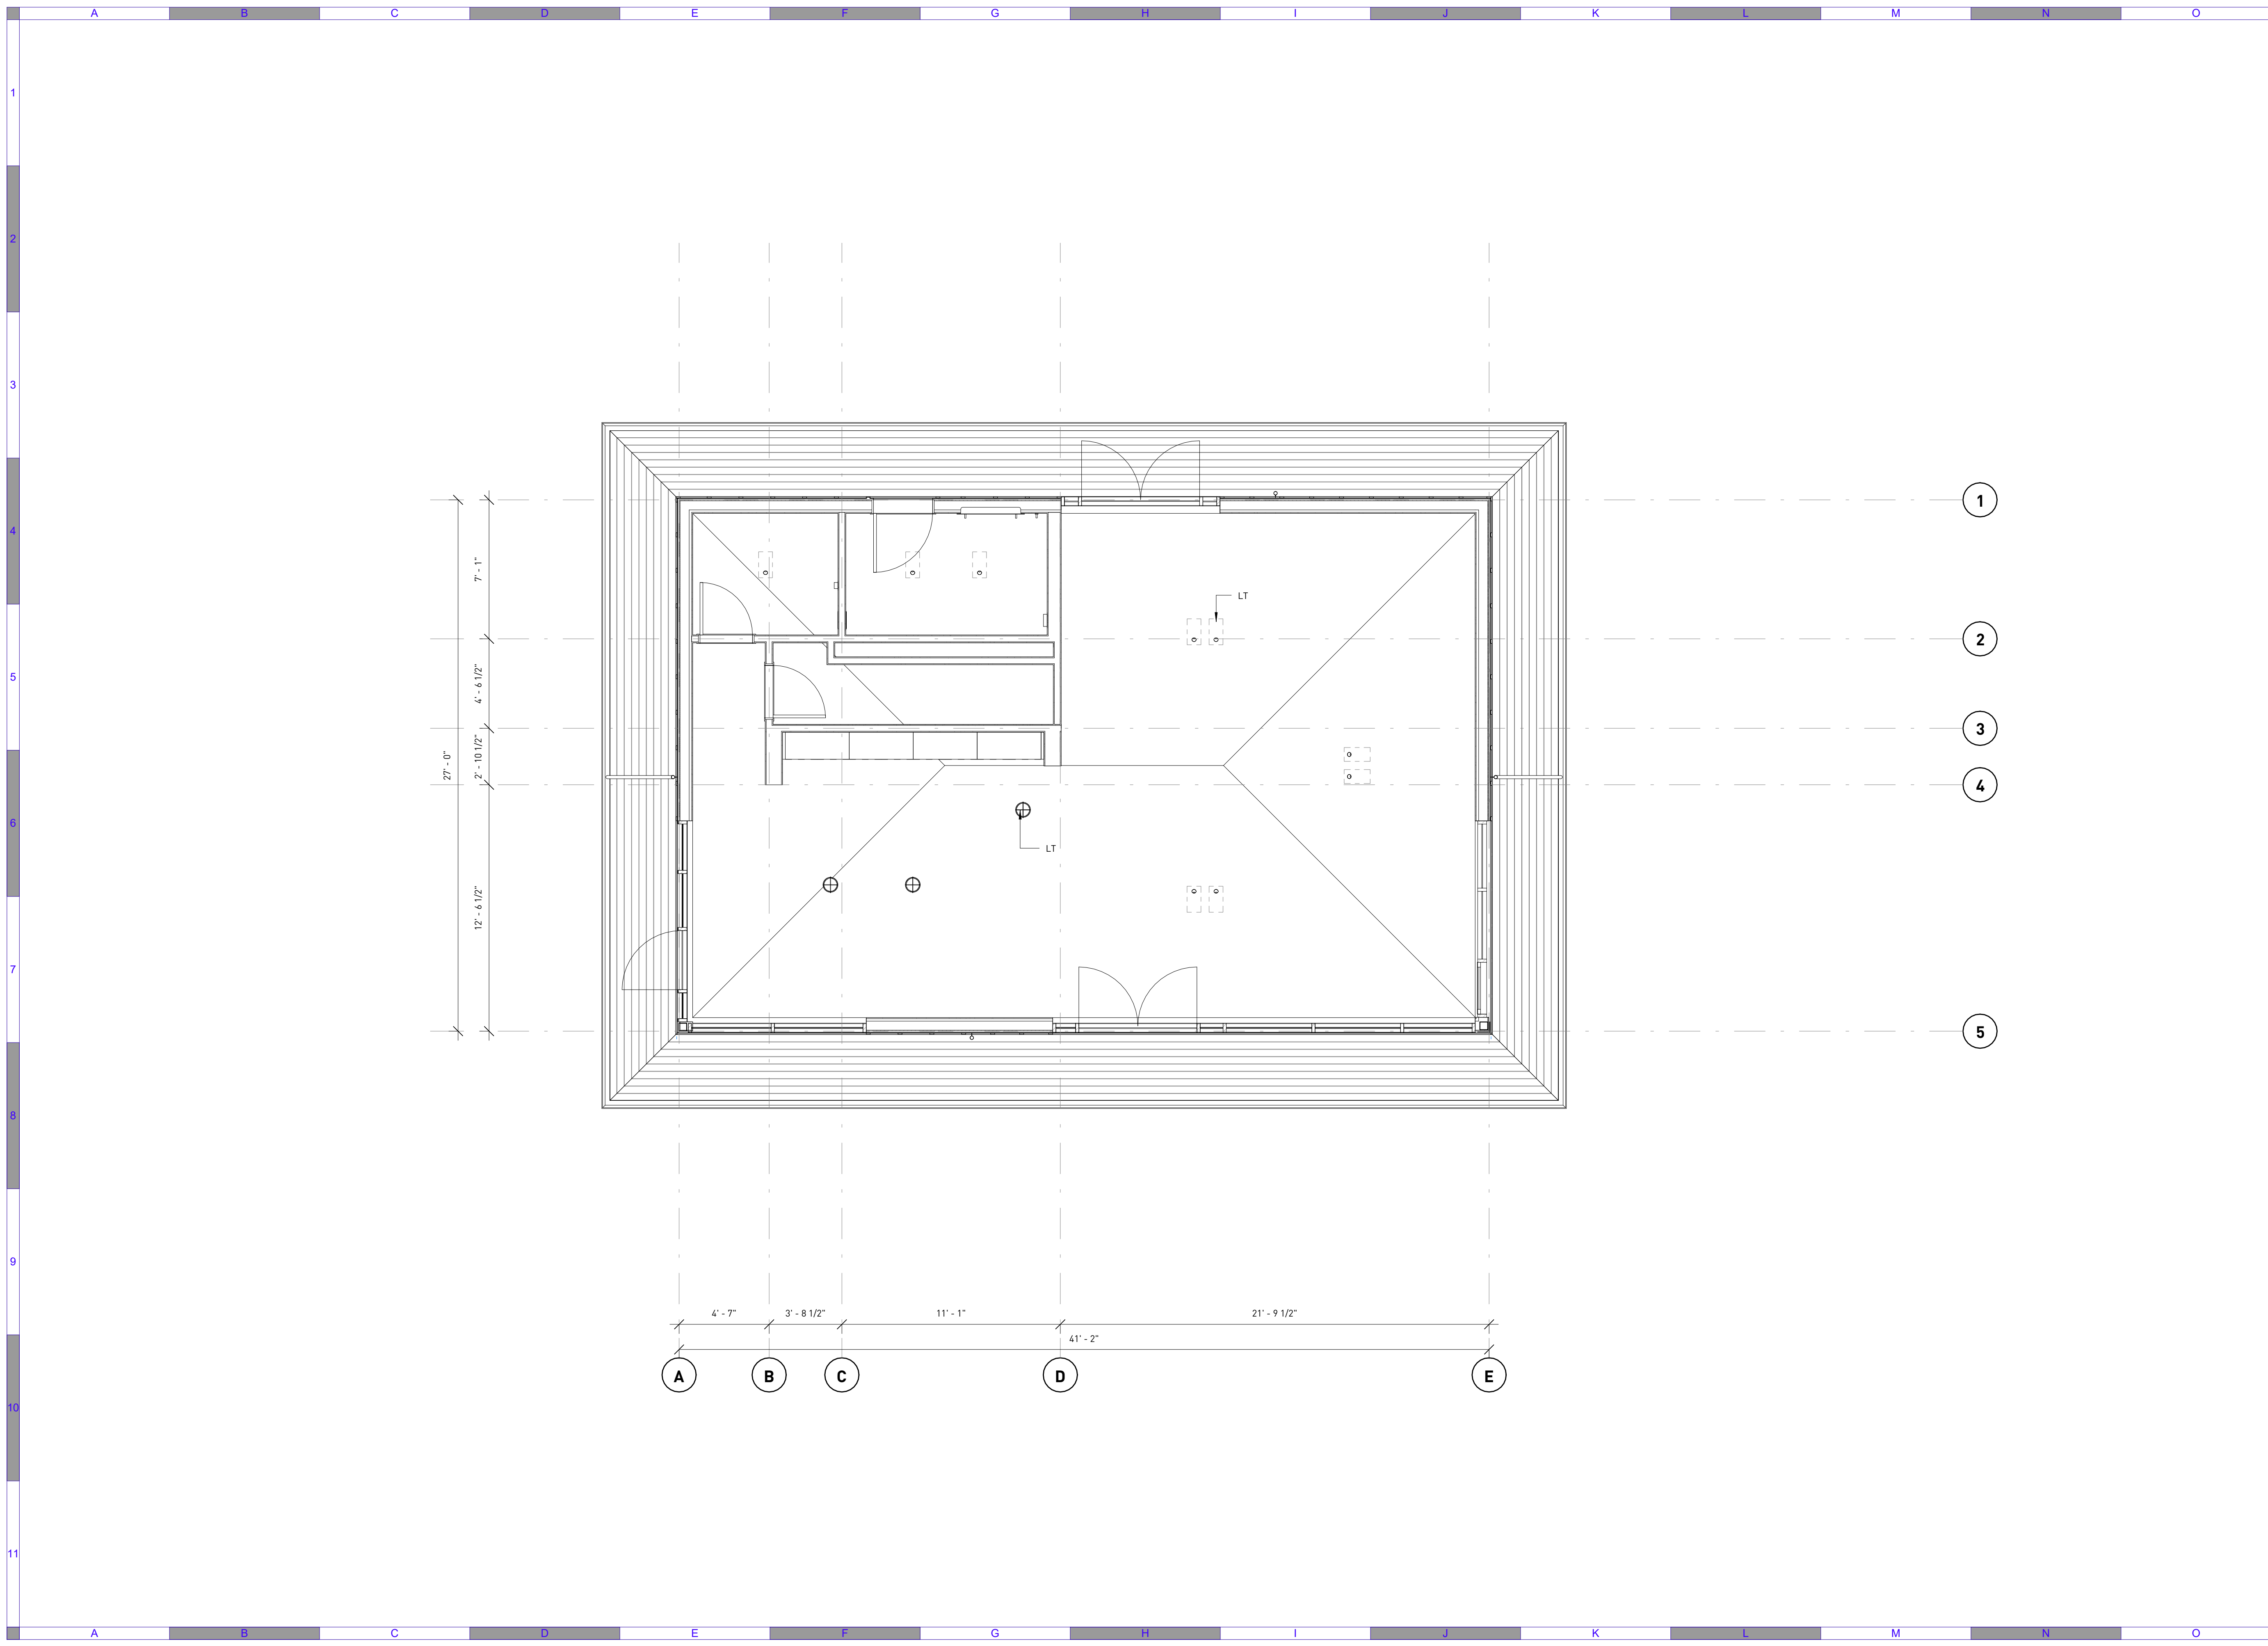 A B C D E F G H I J K L M N O
1
2
3
4
5
6
7
8
9
10
11
1
2
3
4
5
7' - 1"
4' - 6 1/2"
2' - 10 1/2"
27' - 0"
12' - 6 1/2"
LT
LT
4' - 7"
3' - 8 1/2"
11' - 1"
21' - 9 1/2"
41' - 2"
A B C D E
A B C D E F G H I J K L M N O